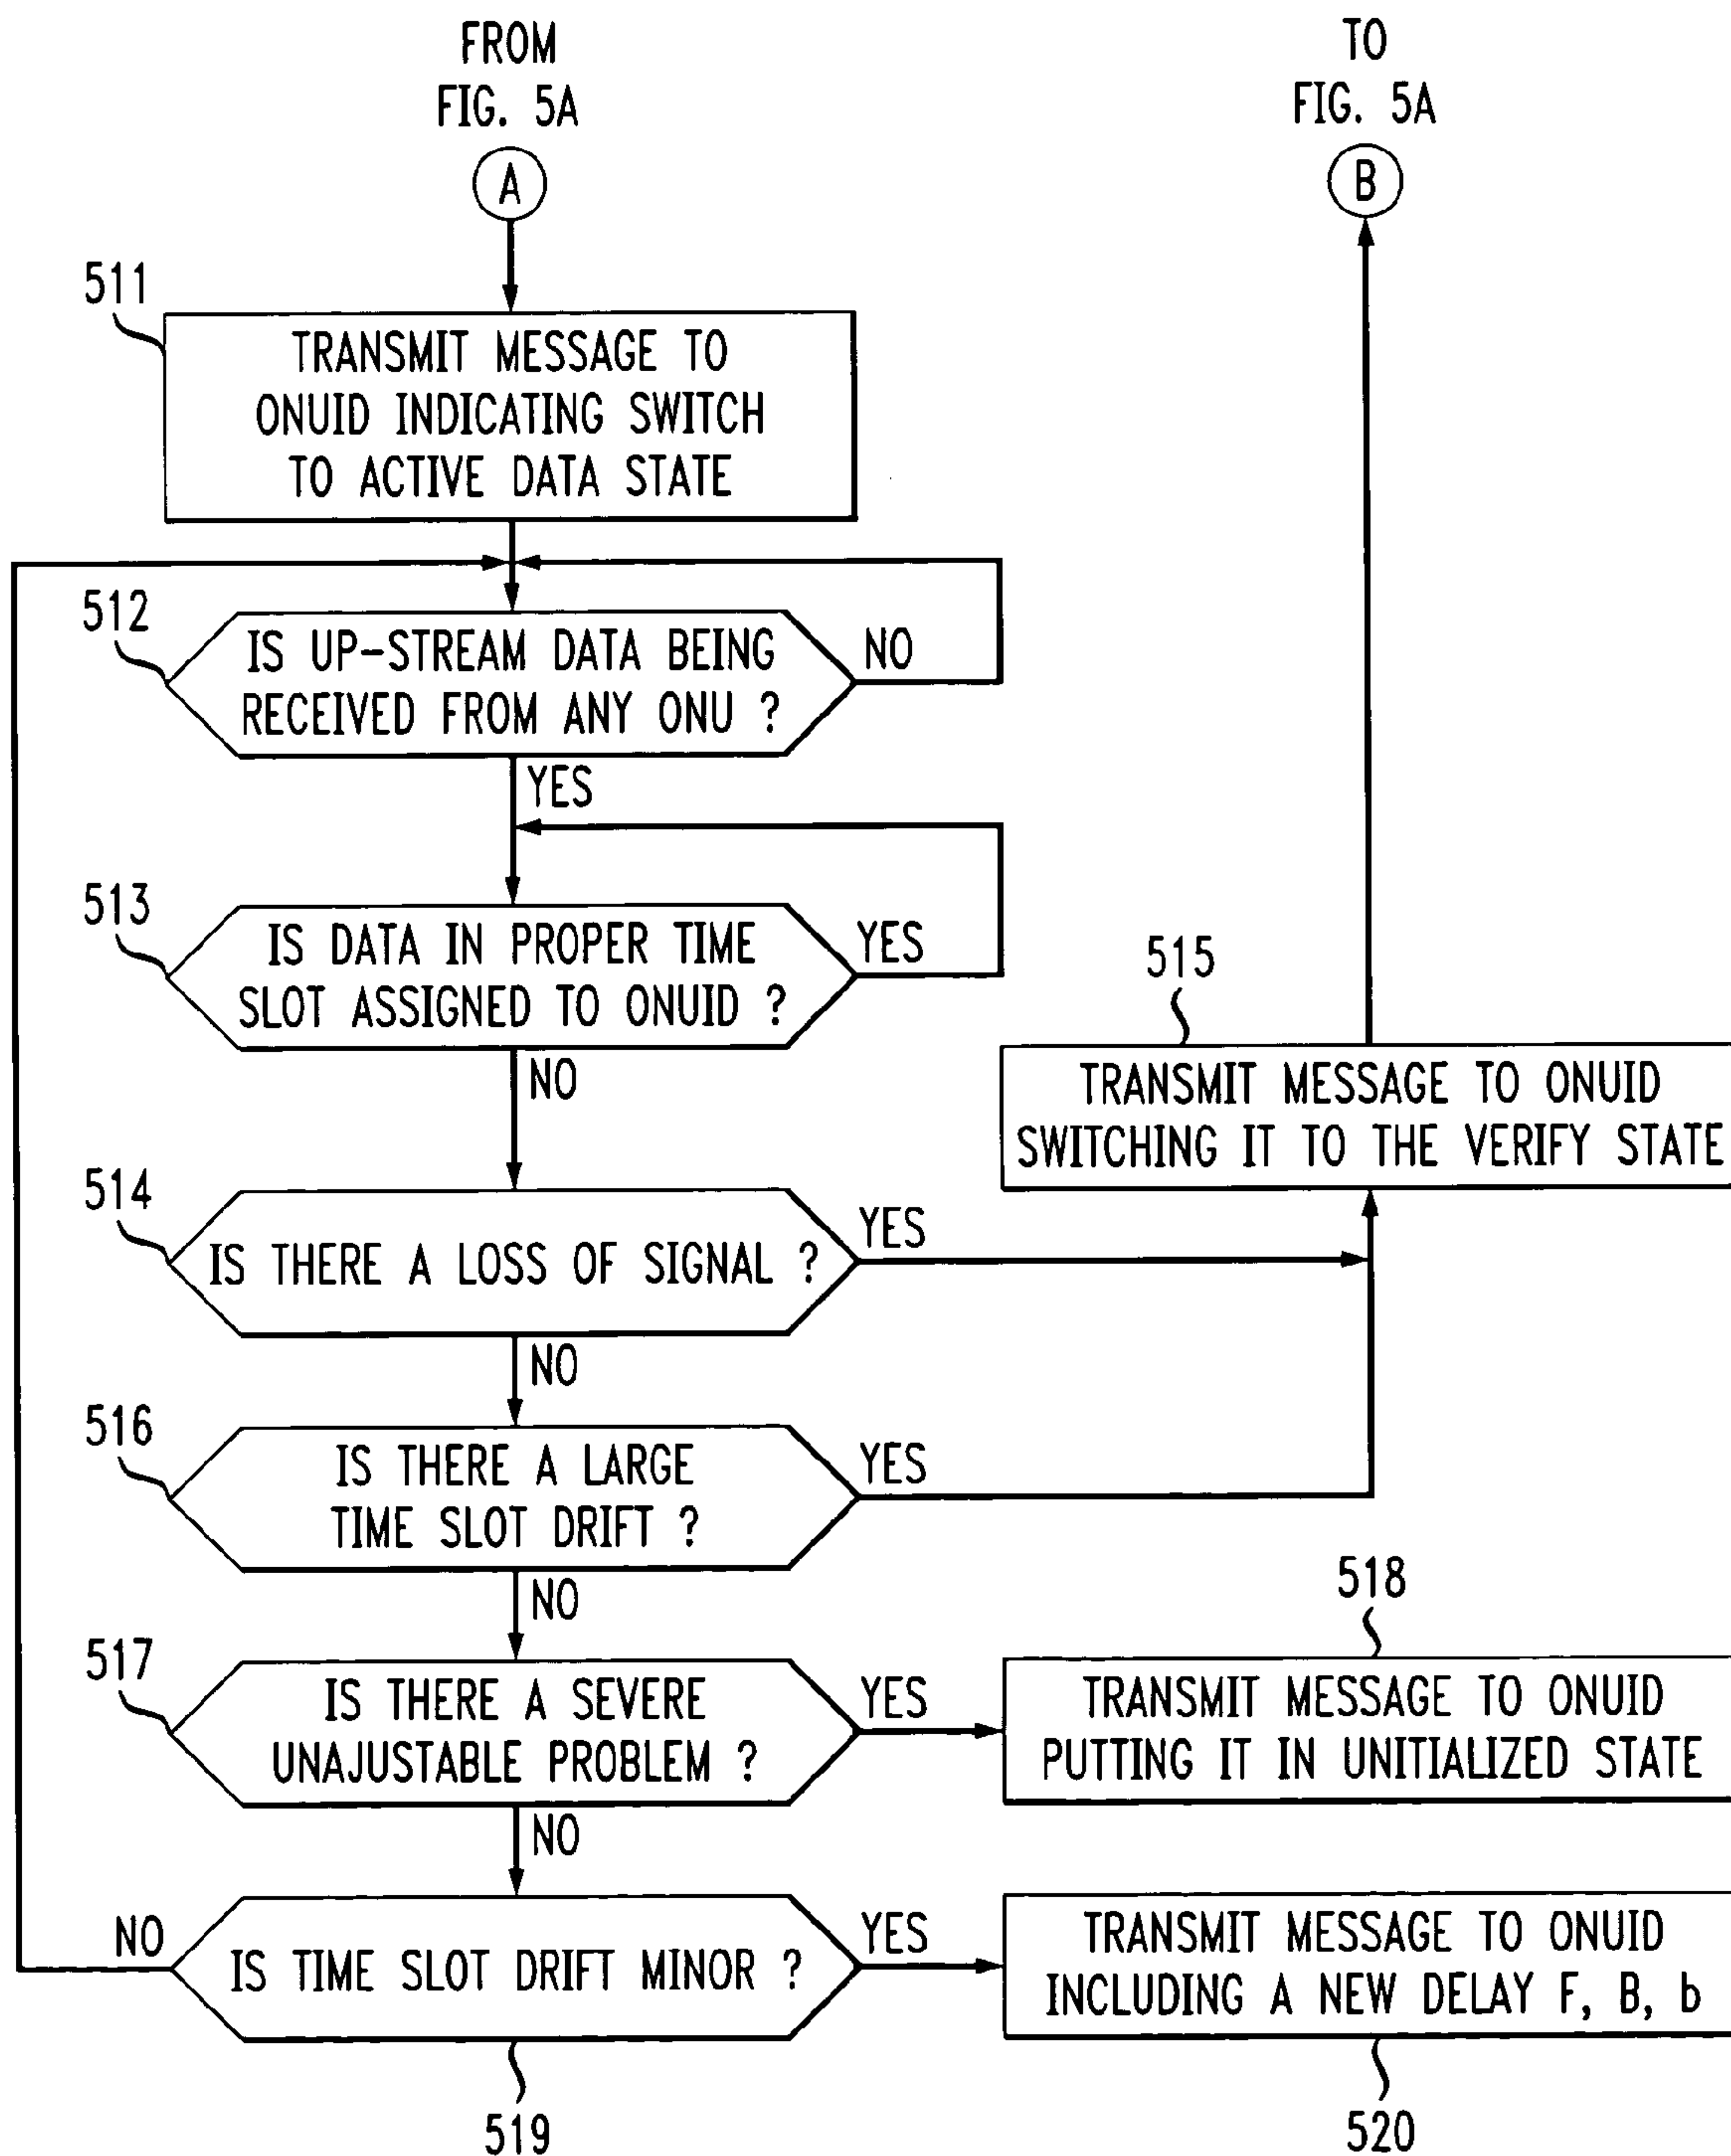 FROM
FIG. 5A
A
TO
FIG. 5A
B
511
TRANSMIT MESSAGE TO
ONUID INDICATING SWITCH
TO ACTIVE DATA STATE
512
IS UP-STREAM DATA BEING
RECEIVED FROM ANY ONU ?
NO
YES
513
IS DATA IN PROPER TIME
SLOT ASSIGNED TO ONUID ?
YES
NO
515
TRANSMIT MESSAGE TO ONUID
SWITCHING IT TO THE VERIFY STATE
514
IS THERE A LOSS OF SIGNAL ?
YES
NO
516
IS THERE A LARGE
TIME SLOT DRIFT ?
YES
NO
517
IS THERE A SEVERE
UNAJUSTABLE PROBLEM ?
YES
NO
518
TRANSMIT MESSAGE TO ONUID
PUTTING IT IN UNITIALIZED STATE
NO
IS TIME SLOT DRIFT MINOR ?
YES
519
TRANSMIT MESSAGE TO ONUID
INCLUDING A NEW DELAY F, B, b
520